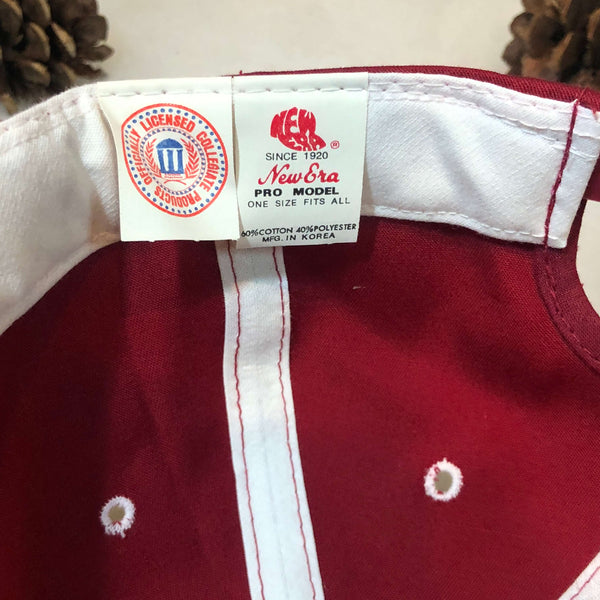 OFFICIALLY LICENSED COLLEGIATE PRODUCTS
NEW
ERA
®
SINCE 1920
New Era
PRO MODEL
ONE SIZE FITS ALL
60%COTTON 40%POLYESTER
MFG. IN KOREA